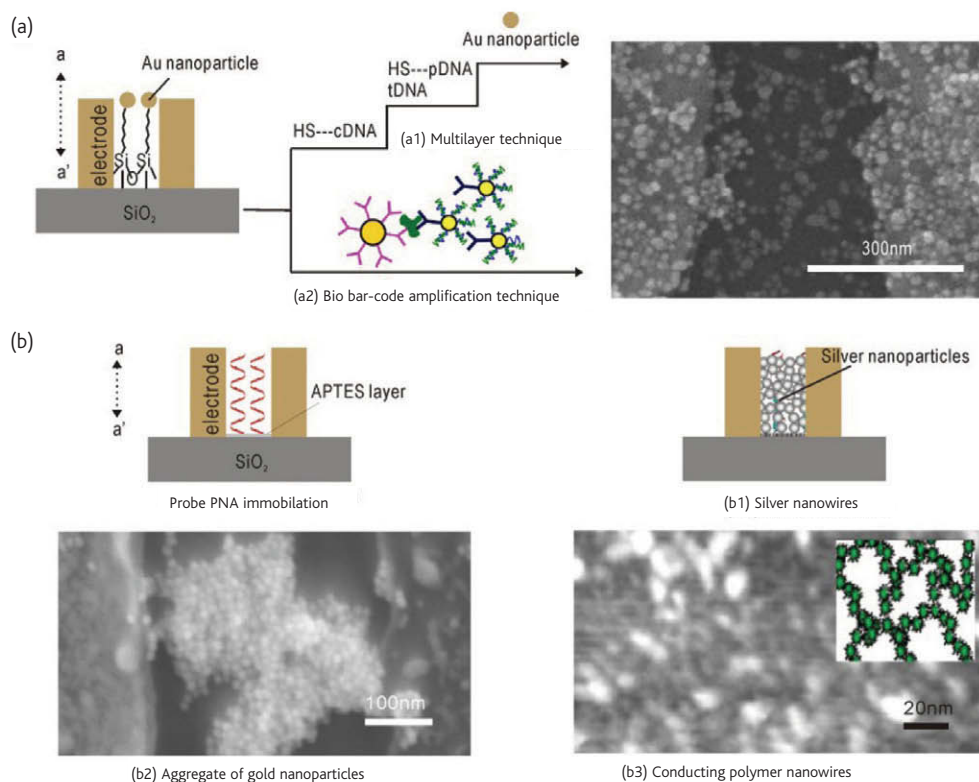 (a)
a
a'
Au nanoparticle
electrode
Si Si
O
SiO₂
HS---cDNA
HS---pDNA
tDNA
Au nanoparticle
(a1) Multilayer technique
(a2) Bio bar-code amplification technique
300nm
(b)
a
a'
electrode
APTES layer
SiO₂
Probe PNA immobilation
Silver nanoparticles
(b1) Silver nanowires
100nm
(b2) Aggregate of gold nanoparticles
20nm
(b3) Conducting polymer nanowires